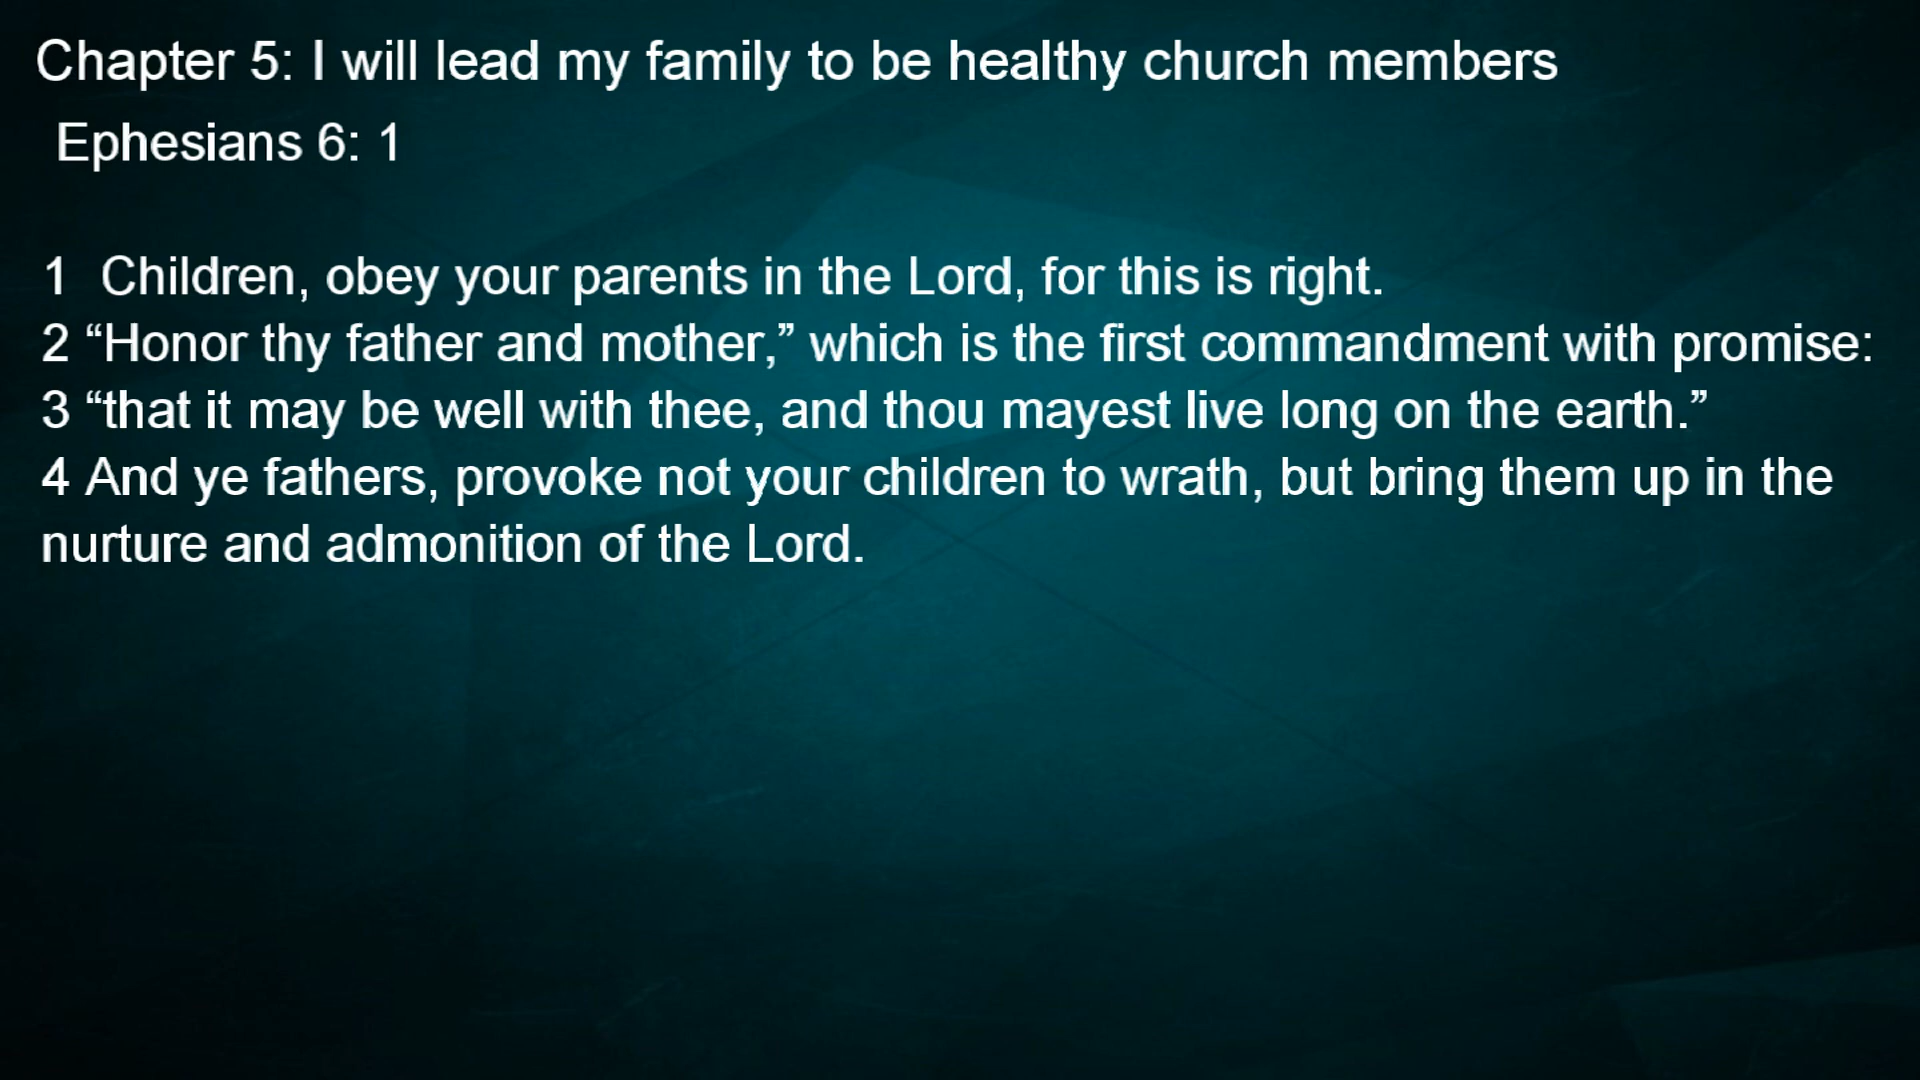 Chapter 5: I will lead my family to be healthy church members
Ephesians 6: 1
1 Children, obey your parents in the Lord, for this is right.
2 “Honor thy father and mother,” which is the first commandment with promise:
3 “that it may be well with thee, and thou mayest live long on the earth.”
4 And ye fathers, provoke not your children to wrath, but bring them up in the
nurture and admonition of the Lord.